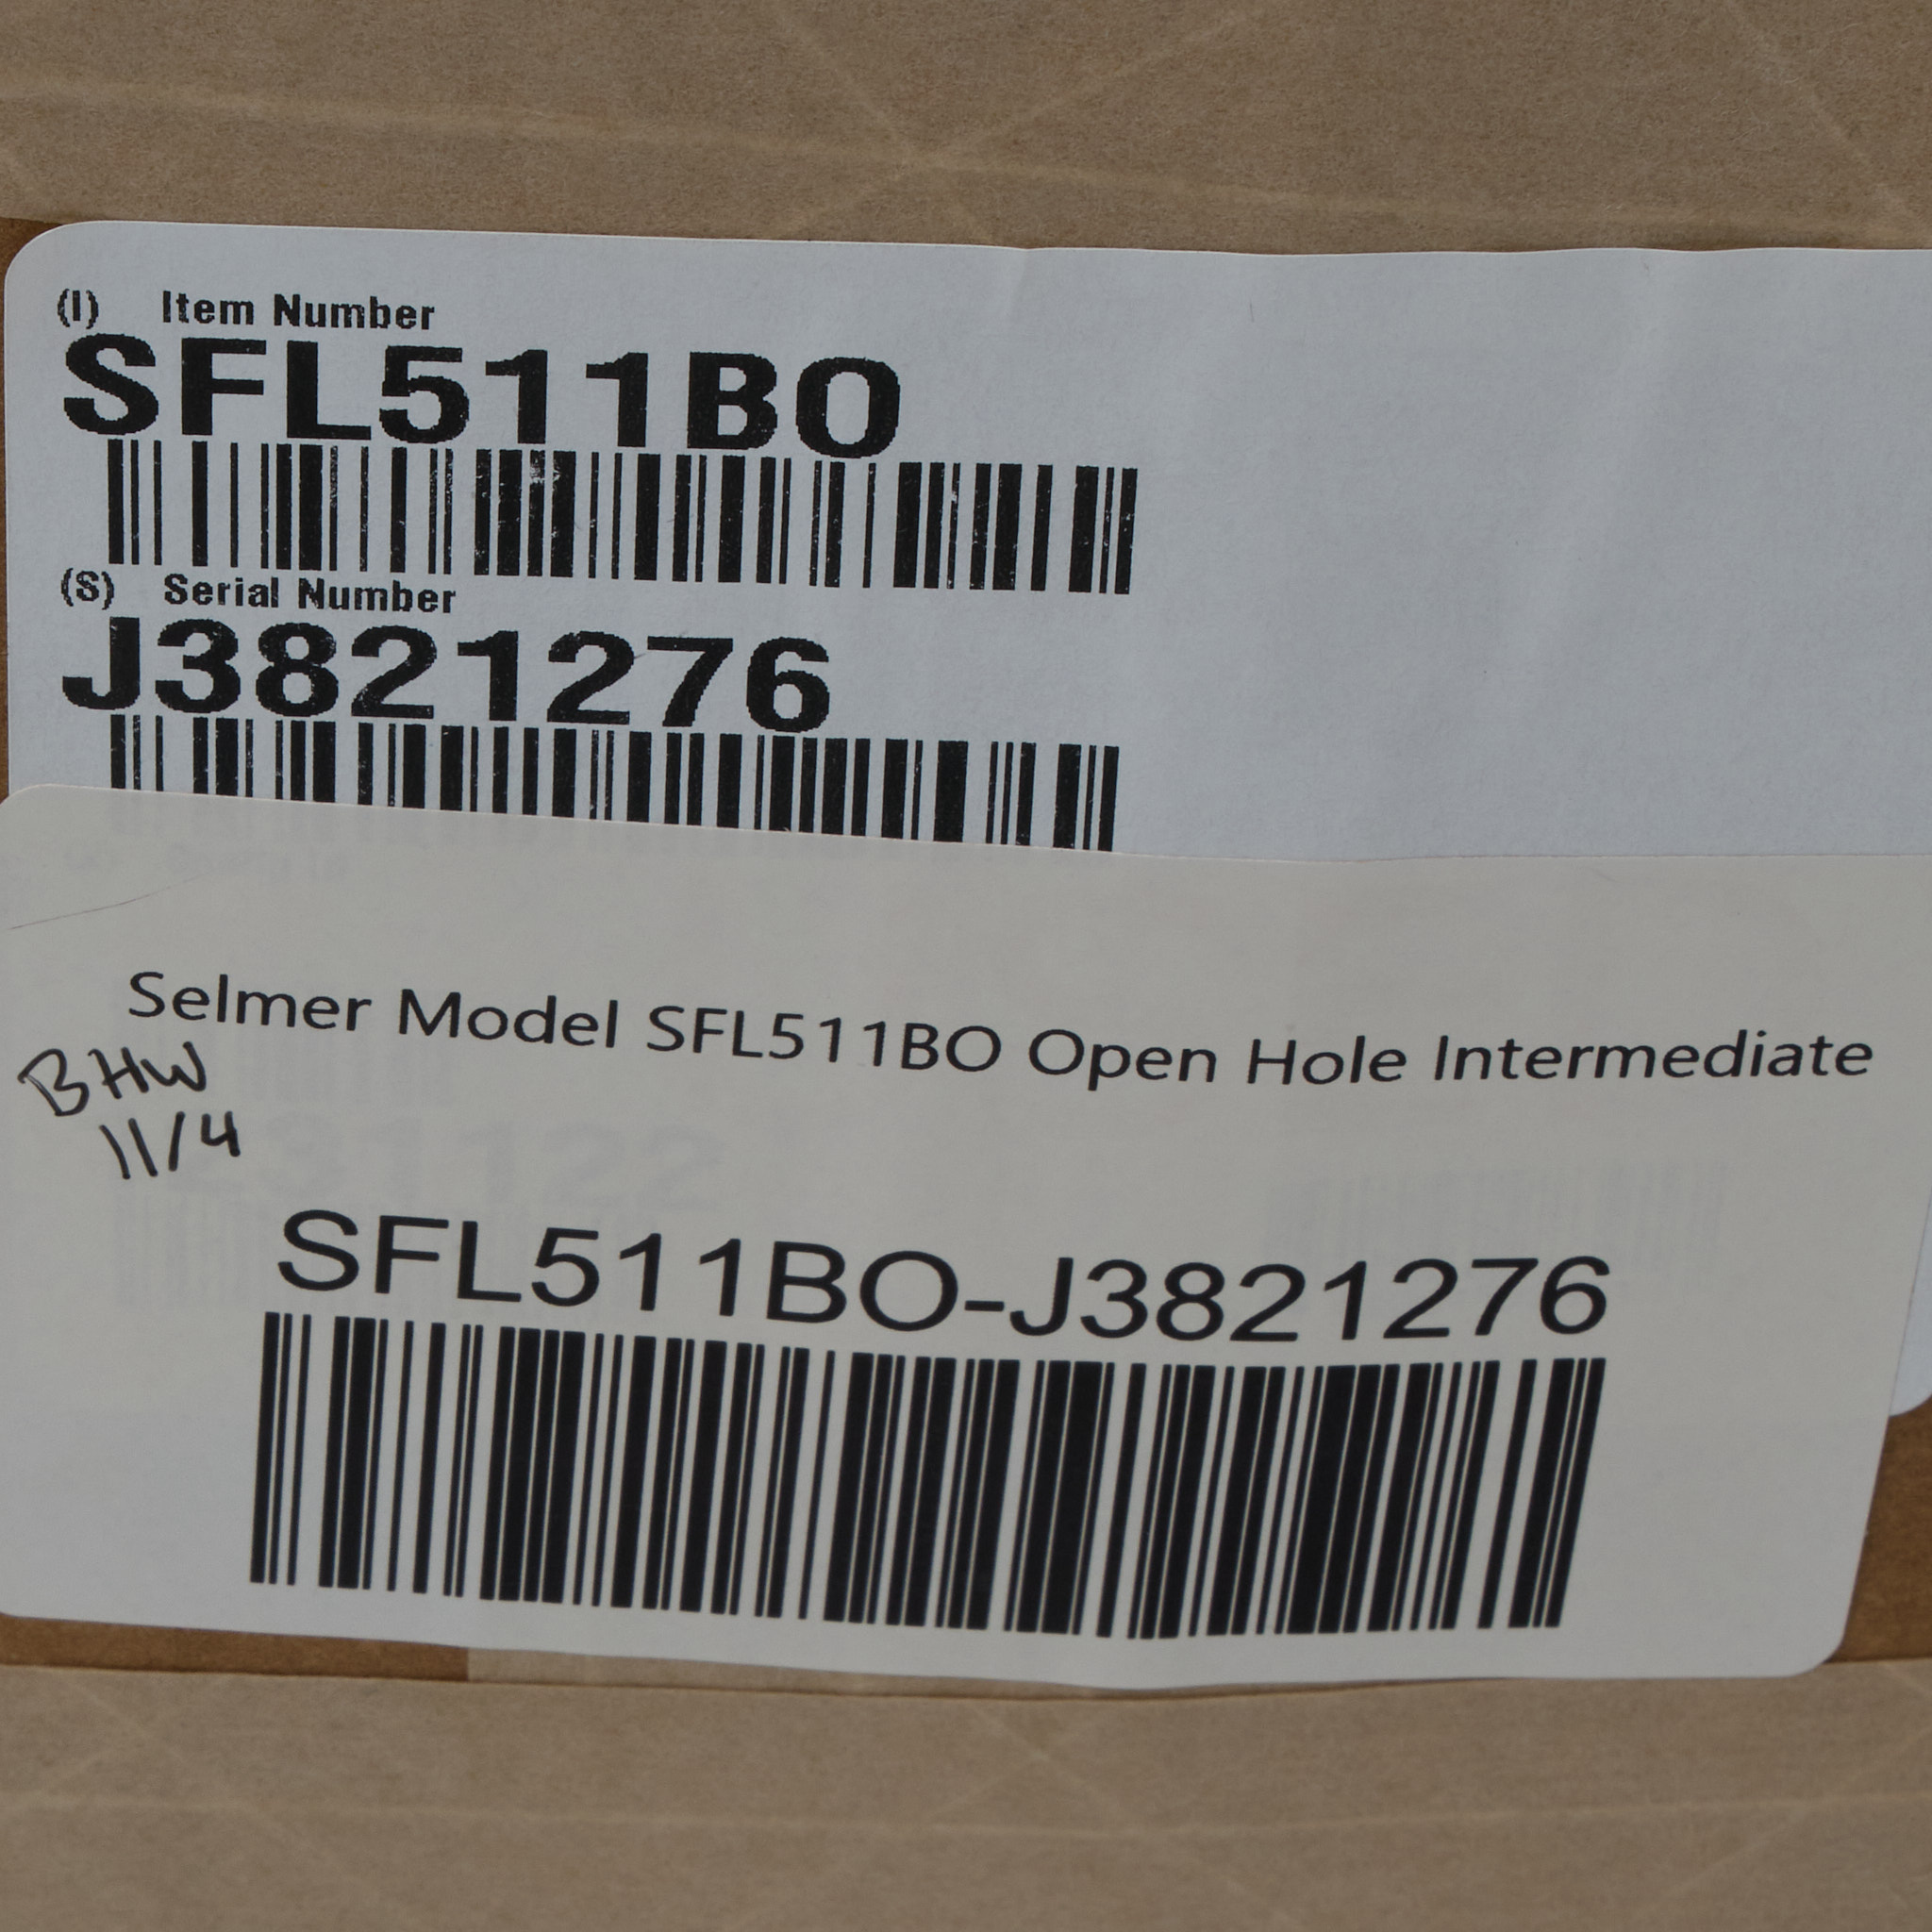 (I) Item Number
SFL511BO
(S) Serial Number
J3821276
Selmer Model SFL511BO Open Hole Intermediate
BHW
11/4
SFL511BO-J3821276